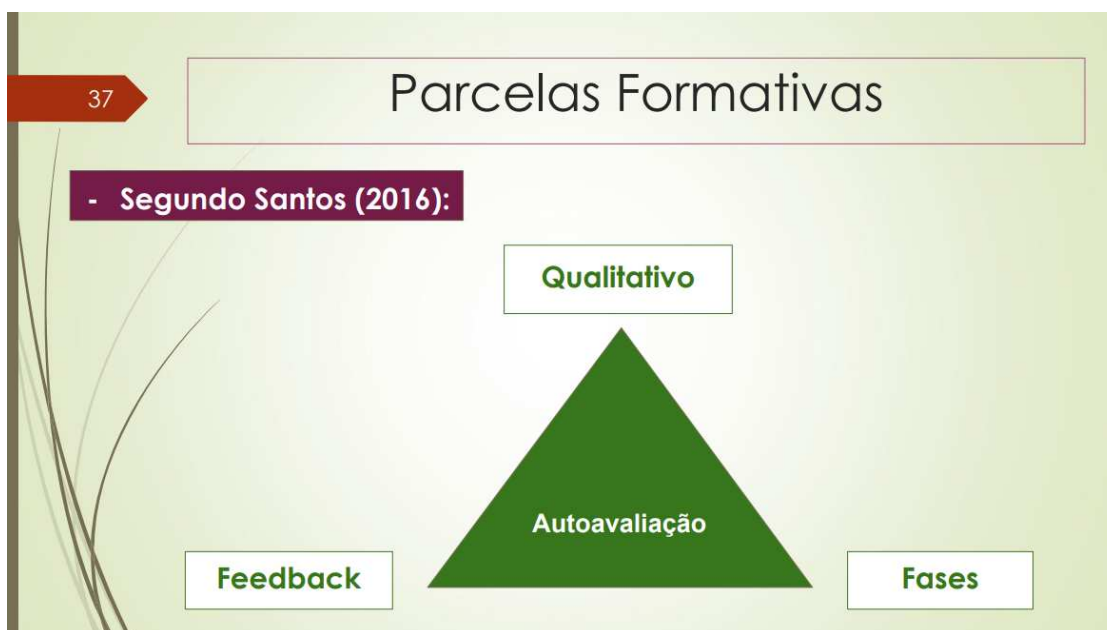 37
Parcelas Formativas
- Segundo Santos (2016):
Qualitativo
Autoavaliação
Feedback
Fases